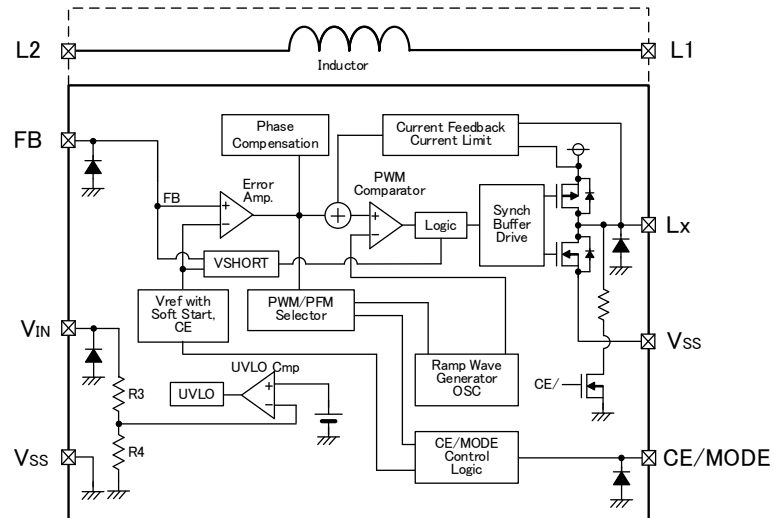 L2
L1
Inductor
FB
Phase
Compensation
Current Feedback
Current Limit
Error
Amp.
PWM
Comparator
FB
Logic
Synch
Buffer
Drive
Lx
VSHORT
Vref with
Soft Start,
CE
PWM/PFM
Selector
VIN
Ramp Wave
Generator
OSC
VSS
UVLO Cmp
R3
UVLO
CE/
R4
CE/MODE
Control
Logic
VSS
CE/MODE